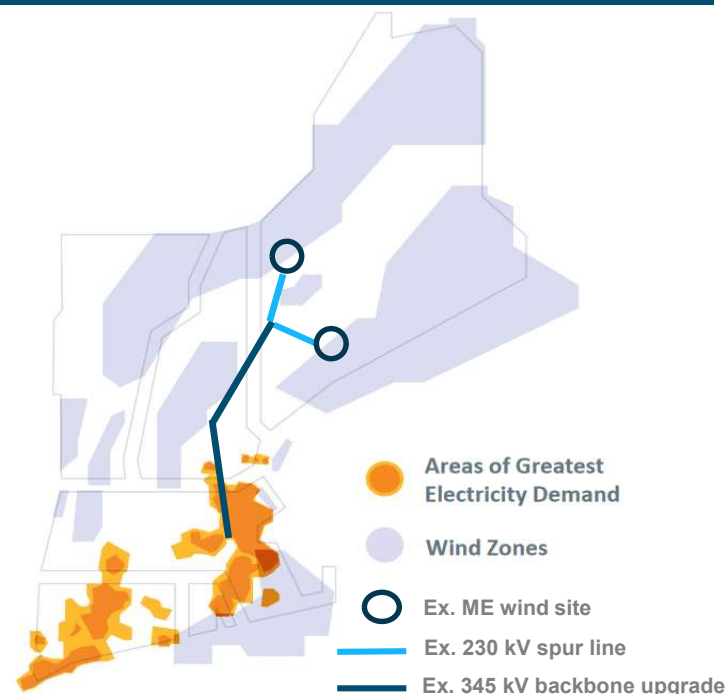 Areas of Greatest
Electricity Demand
Wind Zones
Ex. ME wind site
Ex. 230 kV spur line
Ex. 345 kV backbone upgrade